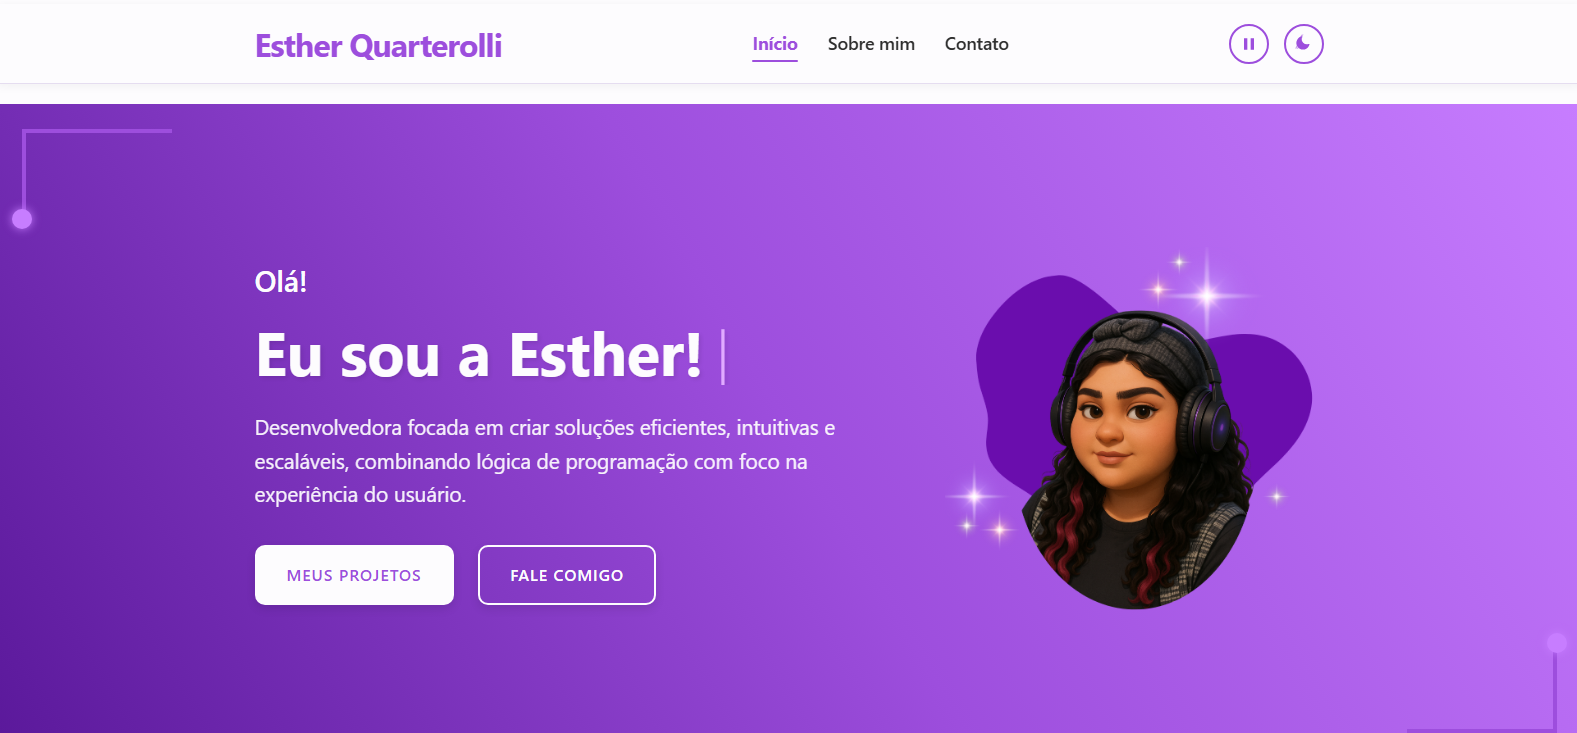 Esther Quarterolli
Início
Sobre mim
Contato
Olá!
Eu sou a Esther!
Desenvolvedora focada em criar soluções eficientes, intuitivas e
escaláveis, combinando lógica de programação com foco na
experiência do usuário.
MEUS PROJETOS
FALE COMIGO